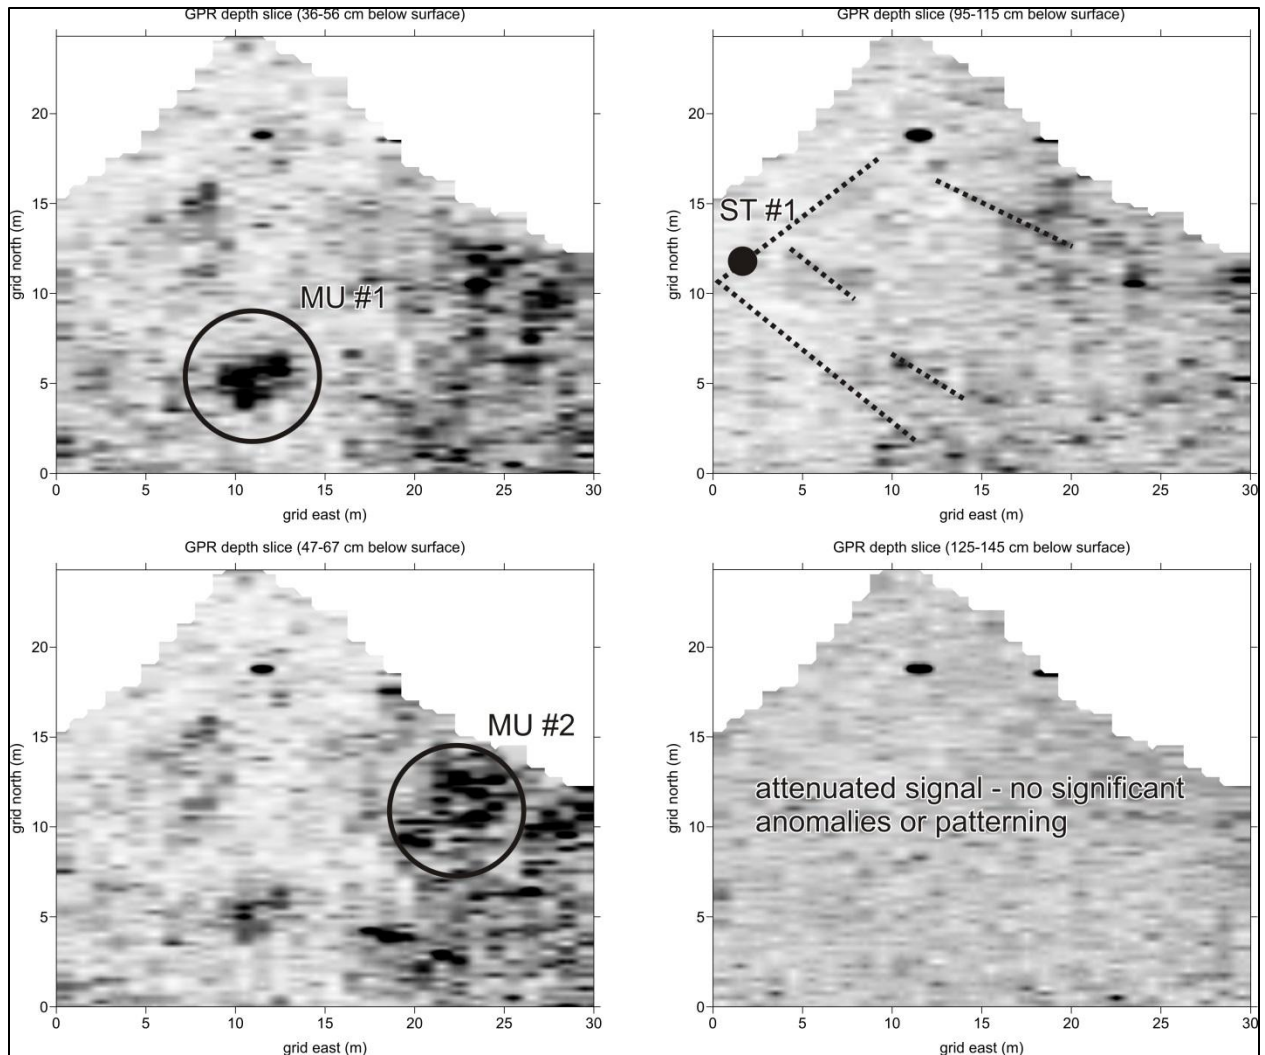 GPR depth slice (36-56 cm below surface)
20
15
10
5
0
grid north (m)
MU #1
0 5 10 15 20 25 30
grid east (m)
GPR depth slice (95-115 cm below surface)
20
15
10
5
0
grid north (m)
ST #1
0 5 10 15 20 25 30
grid east (m)
GPR depth slice (47-67 cm below surface)
20
15
10
5
0
grid north (m)
MU #2
0 5 10 15 20 25 30
grid east (m)
GPR depth slice (125-145 cm below surface)
20
15
10
5
0
grid north (m)
attenuated signal - no significant
anomalies or patterning
0 5 10 15 20 25 30
grid east (m)